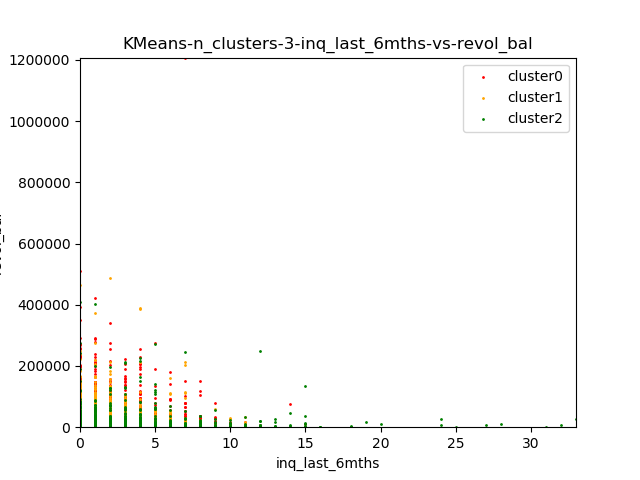 KMeans-n_clusters-3-inq_last_6mths-vs-revol_bal
1200000
1000000
800000
600000
400000
200000
0
cluster0
cluster1
cluster2
0 5 10 15 20 25 30
inq_last_6mths